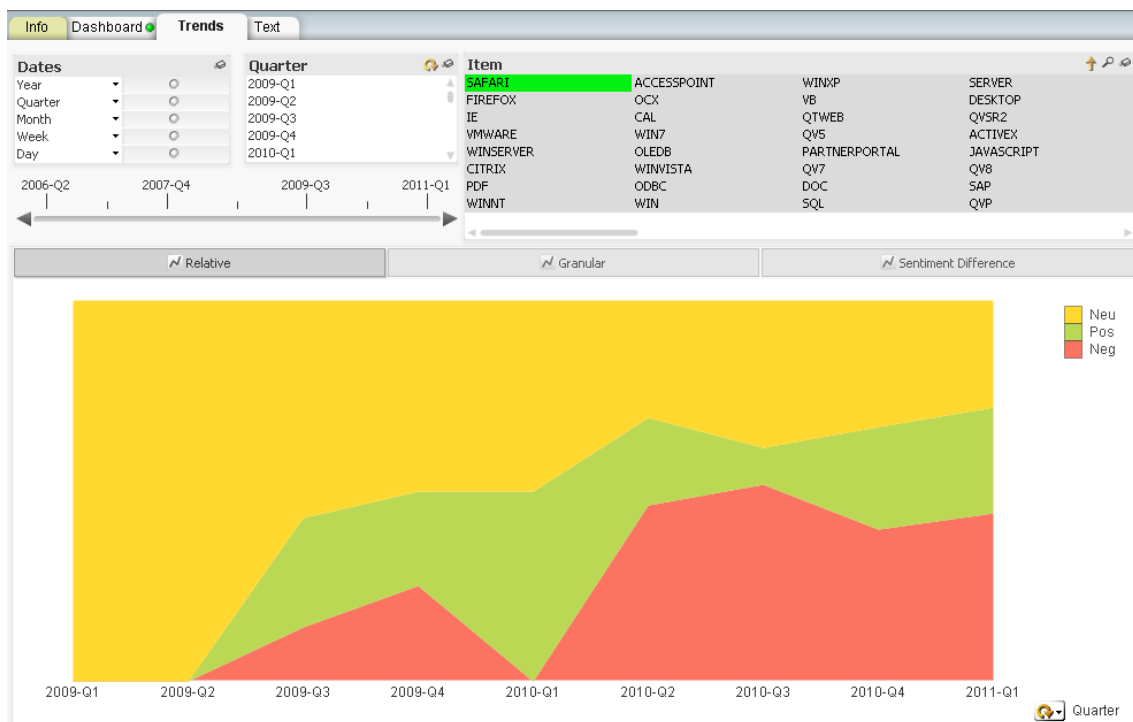 Info Dashboard Trends Text
Dates
Year
Quarter
Month
Week
Day
Quarter
2009-Q1
2009-Q2
2009-Q3
2009-Q4
2010-Q1
2006-Q2 2007-Q4 2009-Q3 2011-Q1
Item
SAFARI ACCESSPOINT WINXP SERVER
FIREFOX OCX VB DESKTOP
IE CAL QTWEB QVSR2
VMWARE WIN7 QV5 ACTIVEX
WINSERVER OLEDB PARTNERPORTAL JAVASCRIPT
CITRIX WINVISTA QV7 QV8
PDF ODBC DOC SAP
WINNT WIN SQL QVP
Relative Granular Sentiment Difference
Neu
Pos
Neg
2009-Q1 2009-Q2 2009-Q3 2009-Q4 2010-Q1 2010-Q2 2010-Q3 2010-Q4 2011-Q1
Quarter